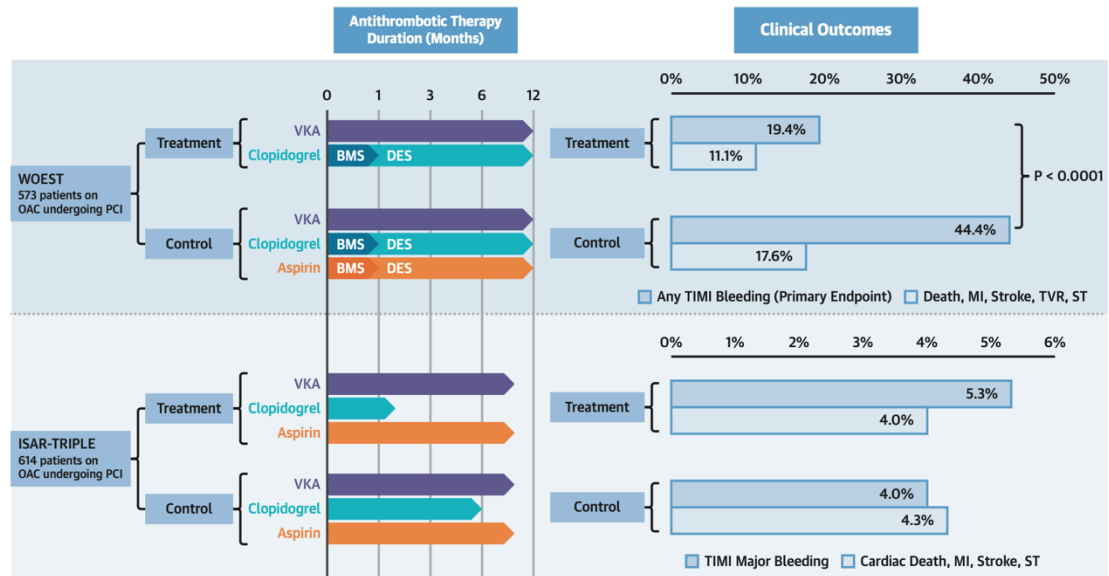 Antithrombotic Therapy
Duration (Months)
Clinical Outcomes
0 1 3 6 12
0% 10% 20% 30% 40% 50%
WOEST
573 patients on
OAC undergoing PCI
Treatment
VKA
Clopidogrel
BMS DES
Control
VKA
Clopidogrel
BMS DES
Aspirin
BMS DES
Treatment
19.4%
11.1%
P < 0.0001
Control
44.4%
17.6%
Any TIMI Bleeding (Primary Endpoint) Death, MI, Stroke, TVR, ST
ISAR-TRIPLE
614 patients on
OAC undergoing PCI
Treatment
VKA
Clopidogrel
Aspirin
Control
VKA
Clopidogrel
Aspirin
0% 1% 2% 3% 4% 5% 6%
Treatment
5.3%
4.0%
Control
4.0%
4.3%
TIMI Major Bleeding Cardiac Death, MI, Stroke, ST